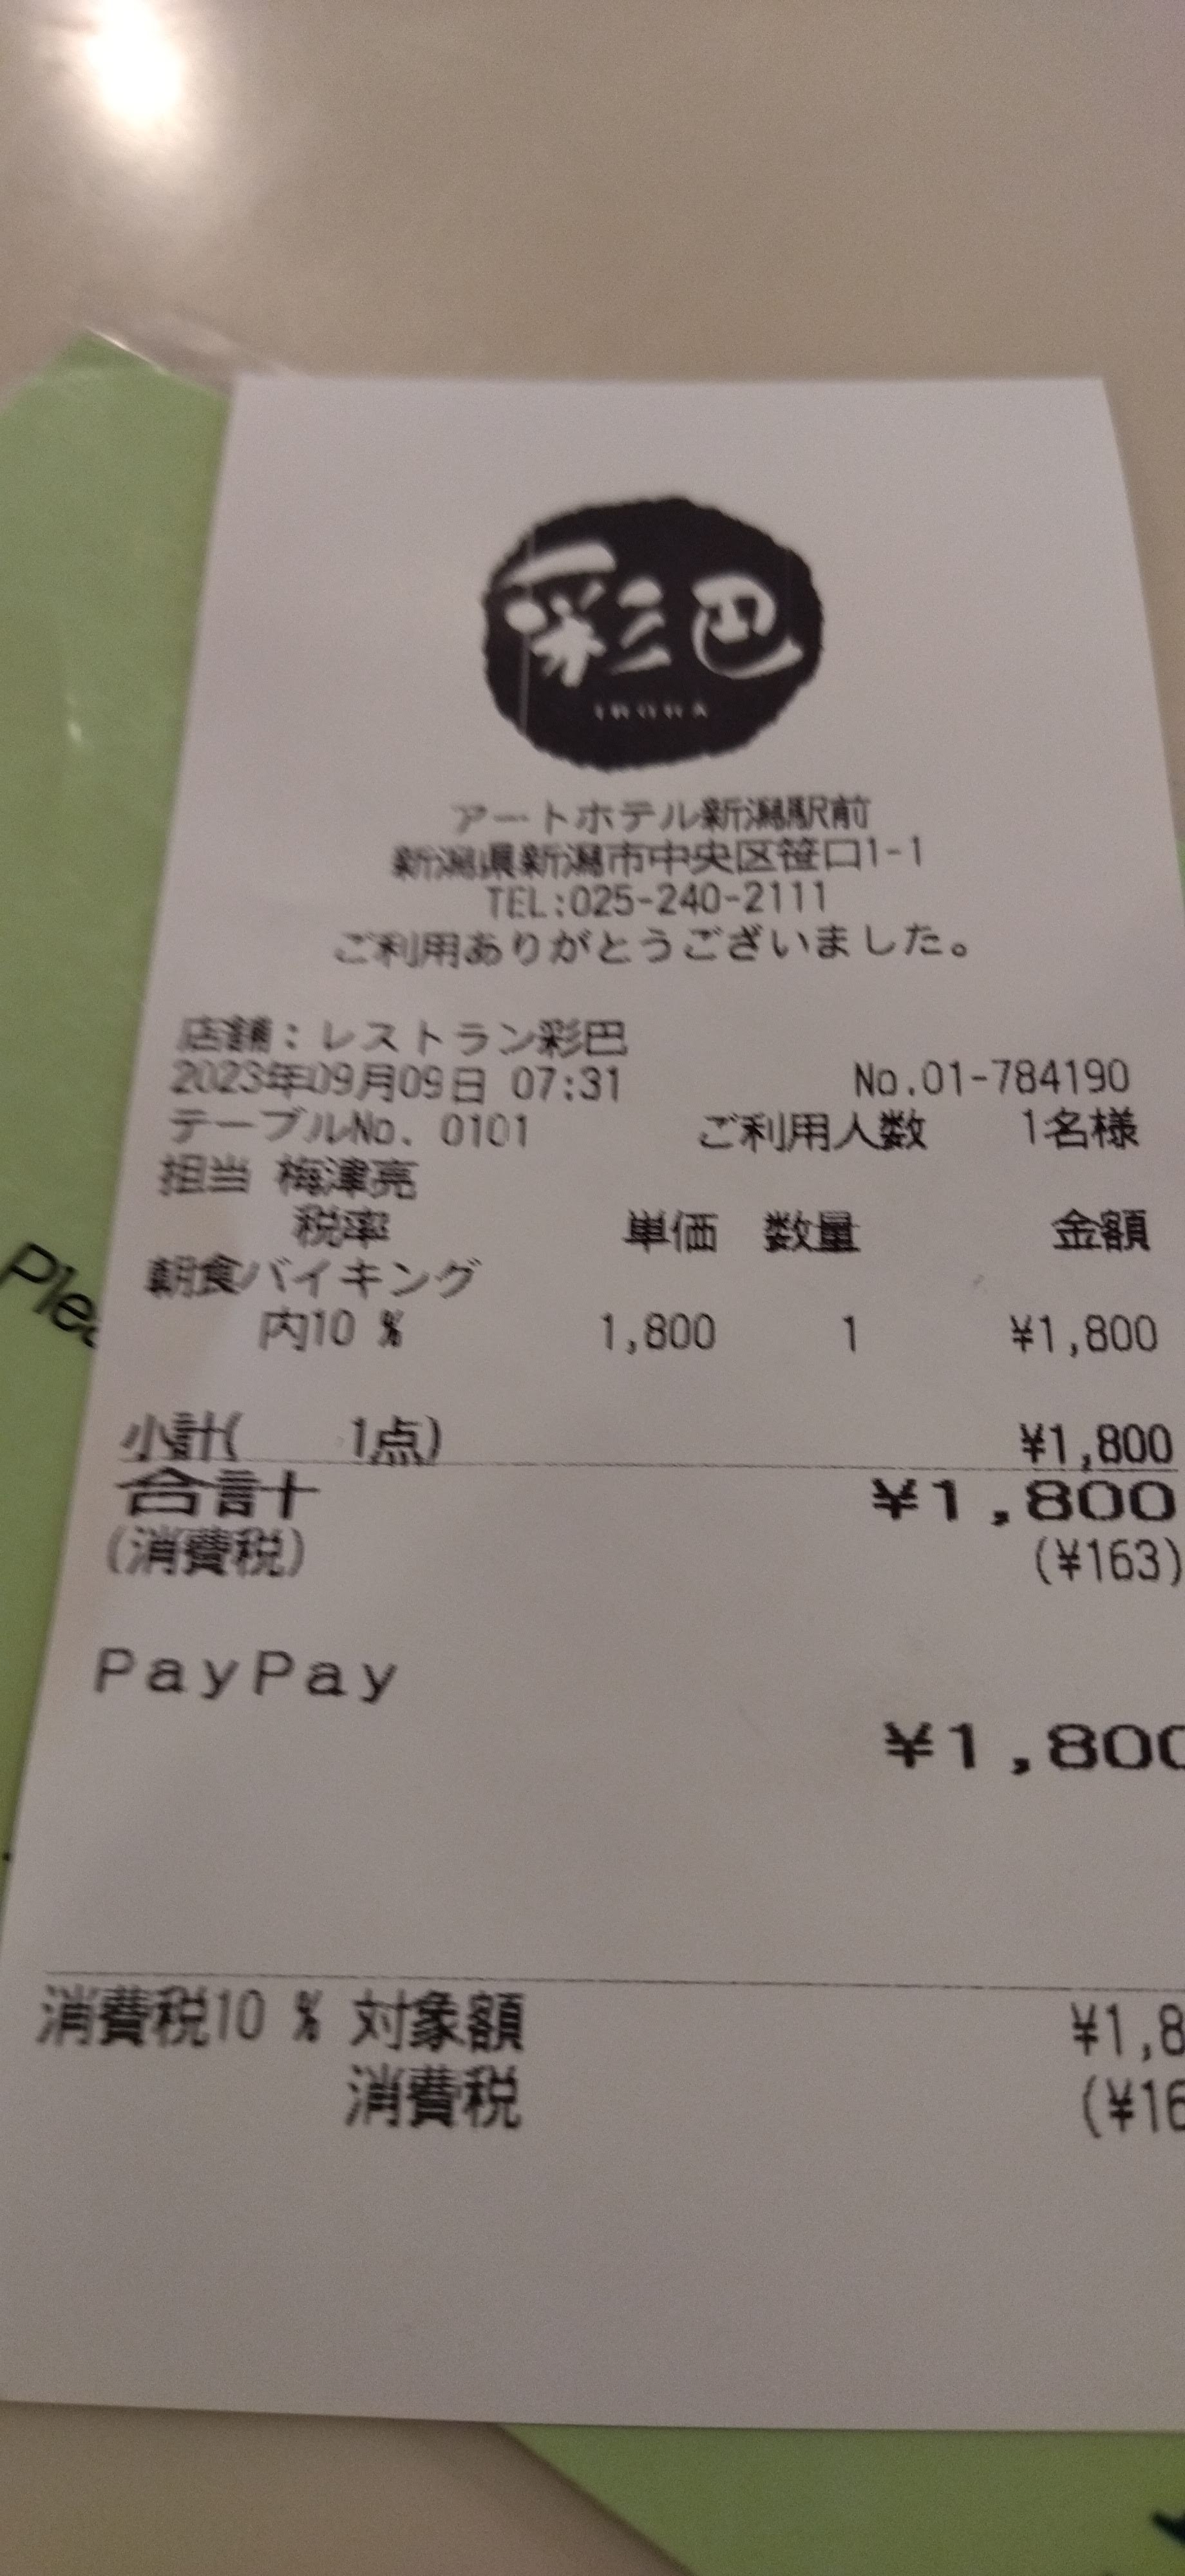 彩巴
IROHA
アートホテル新潟駅前
新潟県新潟市中央区笹口1-1
TEL:025-240-2111
ご利用ありがとうございました。
店舗：レストラン彩巴
2023年09月09日 07:31 No.01-784190
テーブルNo. 0101 ご利用人数 1名様
担当 梅津亮
税率 単価 数量 金額
朝食バイキング
内10 % 1,800 1 ¥1,800
小計( 1点) ¥1,800
合計 ¥1,800
(消費税) (¥163)
PayPay
¥1,800
消費税10 % 対象額 ¥1,8
消費税 (¥16